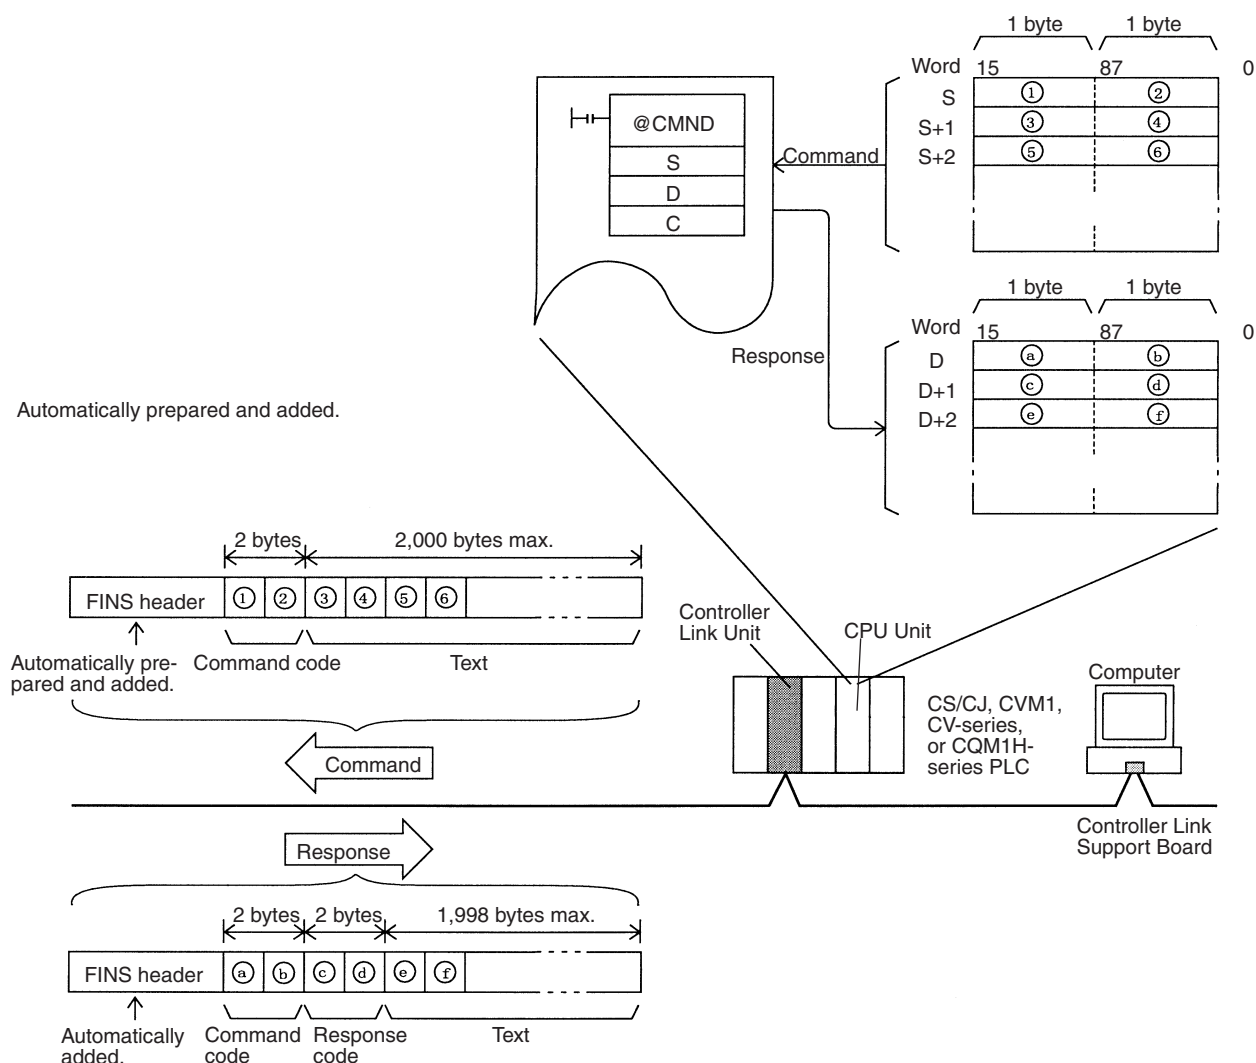 1 byte 1 byte
Word 15 87 0
S ① ②
S+1 ③ ④
S+2 ⑤ ⑥
@CMND
S
D
C
Command
1 byte 1 byte
Word 15 87 0
D ⓐ ⓑ
D+1 ⓒ ⓓ
D+2 ⓔ ⓕ
Response
Automatically prepared and added.
2 bytes 2,000 bytes max.
FINS header ① ② ③ ④ ⑤ ⑥
Automatically pre-
pared and added.
Command code
Text
Controller
Link Unit
CPU Unit
CS/CJ, CVM1,
CV-series,
or CQM1H-
series PLC
Computer
Command
Controller Link
Support Board
Response
2 bytes 2 bytes 1,998 bytes max.
FINS header ⓐ ⓑ ⓒ ⓓ ⓔ ⓕ
Automatically
added.
Command
code
Response
code
Text